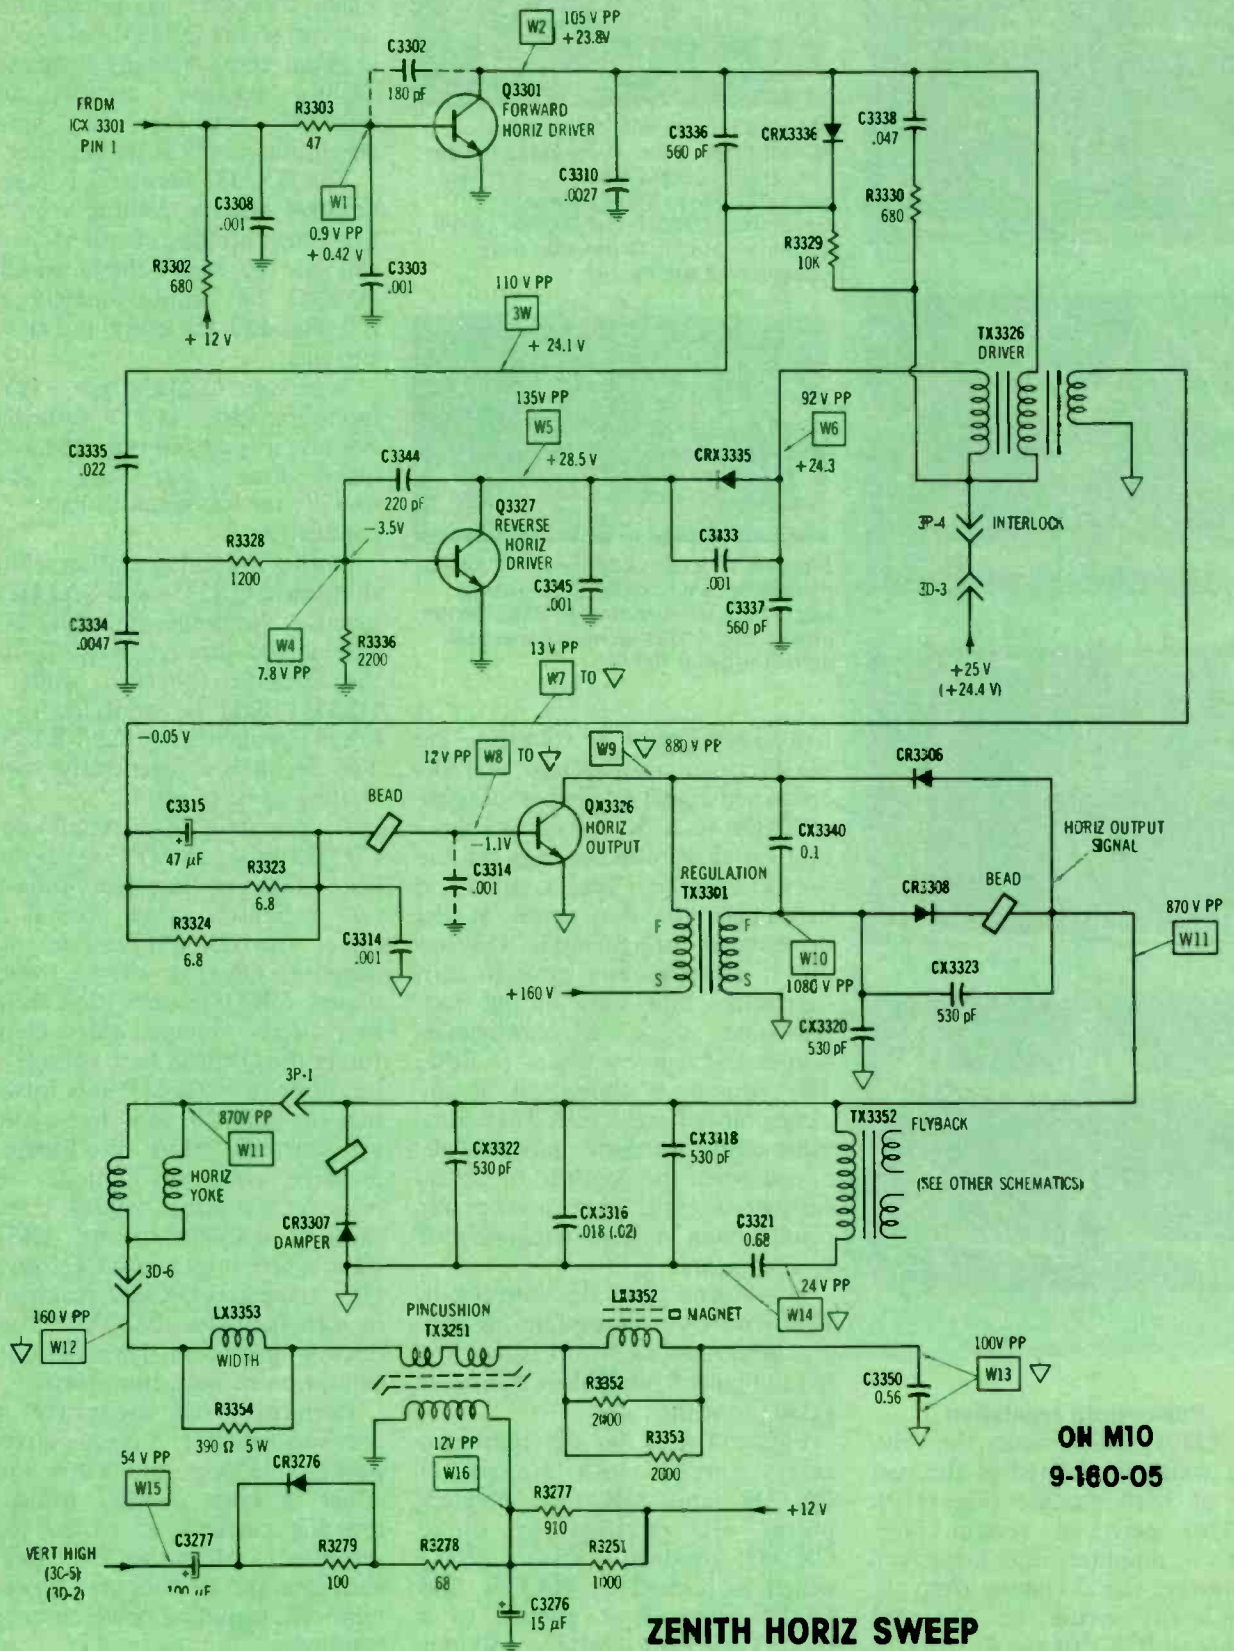 W2
105 V PP
+23.8V
C3302
180 pF
Q3301
FORWARD
HORIZ DRIVER
FROM
ICX 3301
PIN 1
R3303
47
C3336
560 pF
CRX3336
C3338
.047
C3310
.0027
C3308
.001
W1
0.9 V PP
+ 0.42 V
R3330
680
R3329
10K
R3302
680
C3303
.001
110 V PP
3W
+ 24.1 V
+ 12 V
TX3326
DRIVER
135V PP
W5
+28.5 V
92 V PP
W6
+24.3
C3335
.022
C3344
220 pF
CRX3335
Q3327
REVERSE
HORIZ
DRIVER
-3.5V
3P-4
INTERLOCK
R3328
1200
C3133
.001
C3345
.001
3D-3
C3337
560 pF
C3334
.0047
W4
7.8 V PP
R3336
2200
13 V PP
W7 TO
+25 V
(+24.4 V)
-0.05 V
12 V PP W8 TO
W9
880 V PP
CR3306
BEAD
C3315
47 µF
QX3326
HORIZ
OUTPUT
-1.1V
CX3340
0.1
HORIZ OUTPUT
SIGNAL
R3323
6.8
C3314
.001
REGULATION
TX3301
CR3308
BEAD
870 V PP
W11
R3324
6.8
F
F
C3314
.001
W10
1080 V PP
S
S
CX3323
530 pF
+160 V
CX3320
530 pF
3P-1
870V PP
W11
TX3352
FLYBACK
CX3322
530 pF
CX3318
530 pF
HORIZ
YOKE
(SEE OTHER SCHEMATICS)
CR3307
DAMPER
CX3316
.018 (.02)
C3321
0.68
3D-6
24 V PP
160 V PP
W12
LX3353
WIDTH
PINCUSHION
TX3251
LX3352
MAGNET
W14
100V PP
W13
C3350
0.56
R3352
2000
R3354
390 Ω 5 W
R3353
2000
ON M10
9-160-05
54 V PP
W15
CR3276
12V PP
W16
R3277
910
+12 V
C3277
100 µF
VERT HIGH
(3C-5)
(3D-2)
R3279
100
R3278
68
R3251
1000
C3276
15 µF
ZENITH HORIZ SWEEP